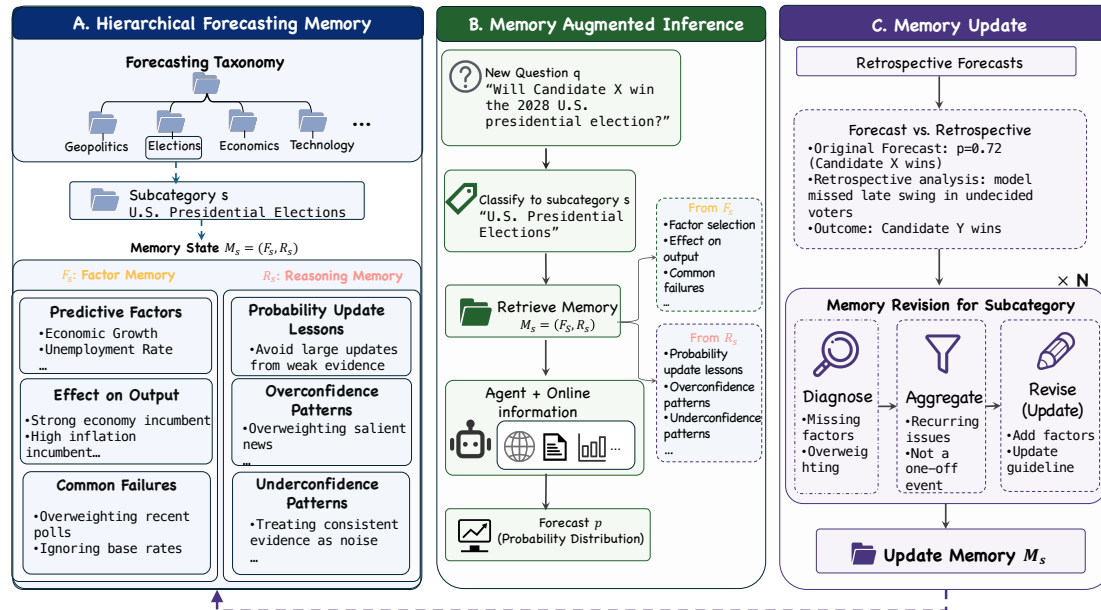 A. Hierarchical Forecasting Memory
Forecasting Taxonomy
Geopolitics
Elections
Economics
Technology
...
Subcategory s
U.S. Presidential Elections
Memory State M_s = (F_s, R_s)
F_s: Factor Memory
Predictive Factors
•Economic Growth
•Unemployment Rate
…
Effect on Output
•Strong economy incumbent
•High inflation
incumbent…
Common Failures
•Overweighting recent
polls
•Ignoring base rates
R_s: Reasoning Memory
Probability Update
Lessons
•Avoid large updates
from weak evidence
Overconfidence
Patterns
•Overweighting salient
news
…
Underconfidence
Patterns
•Treating consistent
evidence as noise
…
B. Memory Augmented Inference
New Question q
“Will Candidate X win
the 2028 U.S.
presidential election?”
Classify to subcategory s
“U.S. Presidential
Elections”
Retrieve Memory
M_s = (F_S, R_s)
From F_s
•Factor selection
•Effect on
output
•Common
failures
…
From R_s
•Probability
update lessons
•Overconfidence
patterns
•Underconfidence
patterns
…
Agent + Online
information
...
Forecast p
(Probability Distribution)
C. Memory Update
Retrospective Forecasts
Forecast vs. Retrospective
•Original Forecast: p=0.72
(Candidate X wins)
•Retrospective analysis: model
missed late swing in undecided
voters
•Outcome: Candidate Y wins
× N
Memory Revision for Subcategory
Diagnose
•Missing
factors
•Overweig
hting
Aggregate
•Recurring
issues
•Not a
one-off
event
Revise
(Update)
•Add factors
•Update
guideline
Update Memory M_s